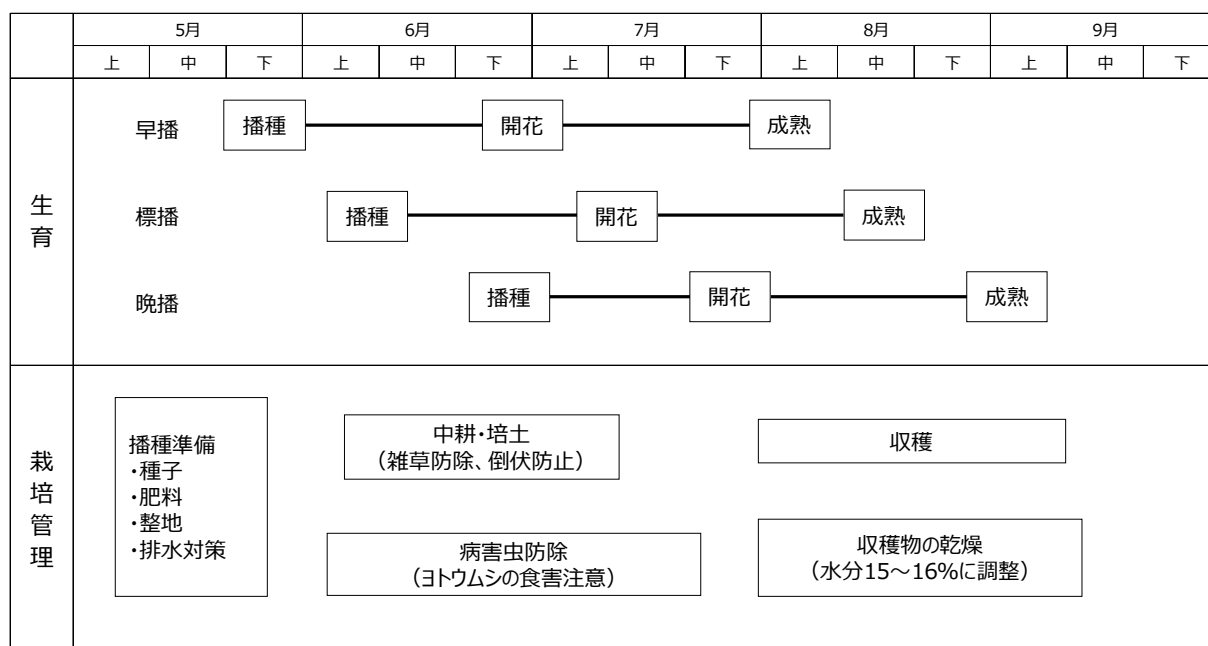 5月 6月 7月 8月 9月
上 中 下 上 中 下 上 中 下 上 中 下 上 中 下
生育
早播 播種 開花 成熟
標播 播種 開花 成熟
晩播 播種 開花 成熟
栽培管理
播種準備
・種子
・肥料
・整地
・排水対策
中耕・培土
（雑草防除、倒伏防止）
病害虫防除
（ヨトウムシの食害注意）
収穫
収穫物の乾燥
（水分15～16%に調整）